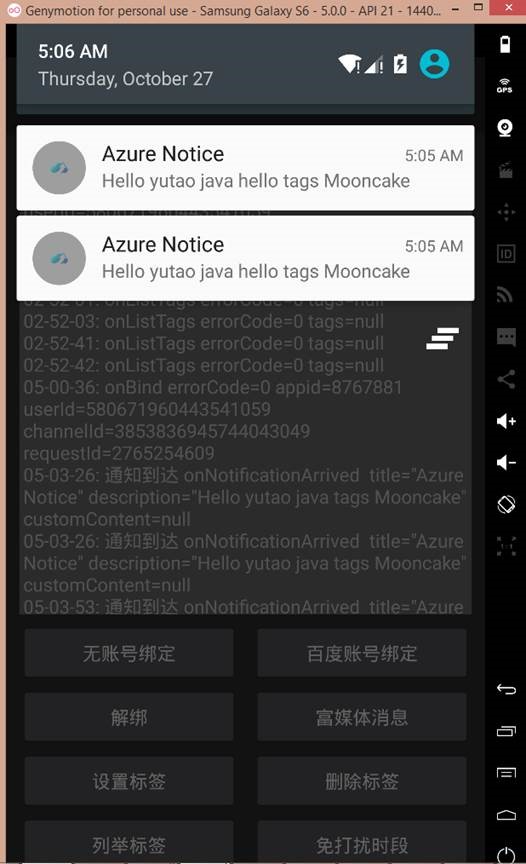 Genymotion for personal use - Samsung Galaxy S6 - 5.0.0 - API 21 - 1440...
5:06 AM
Thursday, October 27
GPS
Azure Notice 5:05 AM
Hello yutao java hello tags Mooncake
Azure Notice 5:05 AM
Hello yutao java hello tags Mooncake
ID
02-52-03: onListTags errorCode=0 tags=null
02-52-41: onListTags errorCode=0 tags=null
02-52-42: onListTags errorCode=0 tags=null
05-00-36: onBind errorCode=0 appid=8767881
userId=580671960443541059
channelId=3853836945744043049
requestId=2765254609
05-03-26: 通知到达 onNotificationArrived title="Azure
Notice" description="Hello yutao java tags Mooncake"
customContent=null
05-03-26: 通知到达 onNotificationArrived title="Azure
Notice" description="Hello yutao java tags Mooncake"
customContent=null
05-03-53: 通知到达 onNotificationArrived title="Azure
无账号绑定 百度账号绑定
解绑 富媒体消息
设置标签 删除标签
列举标签 免打扰时段